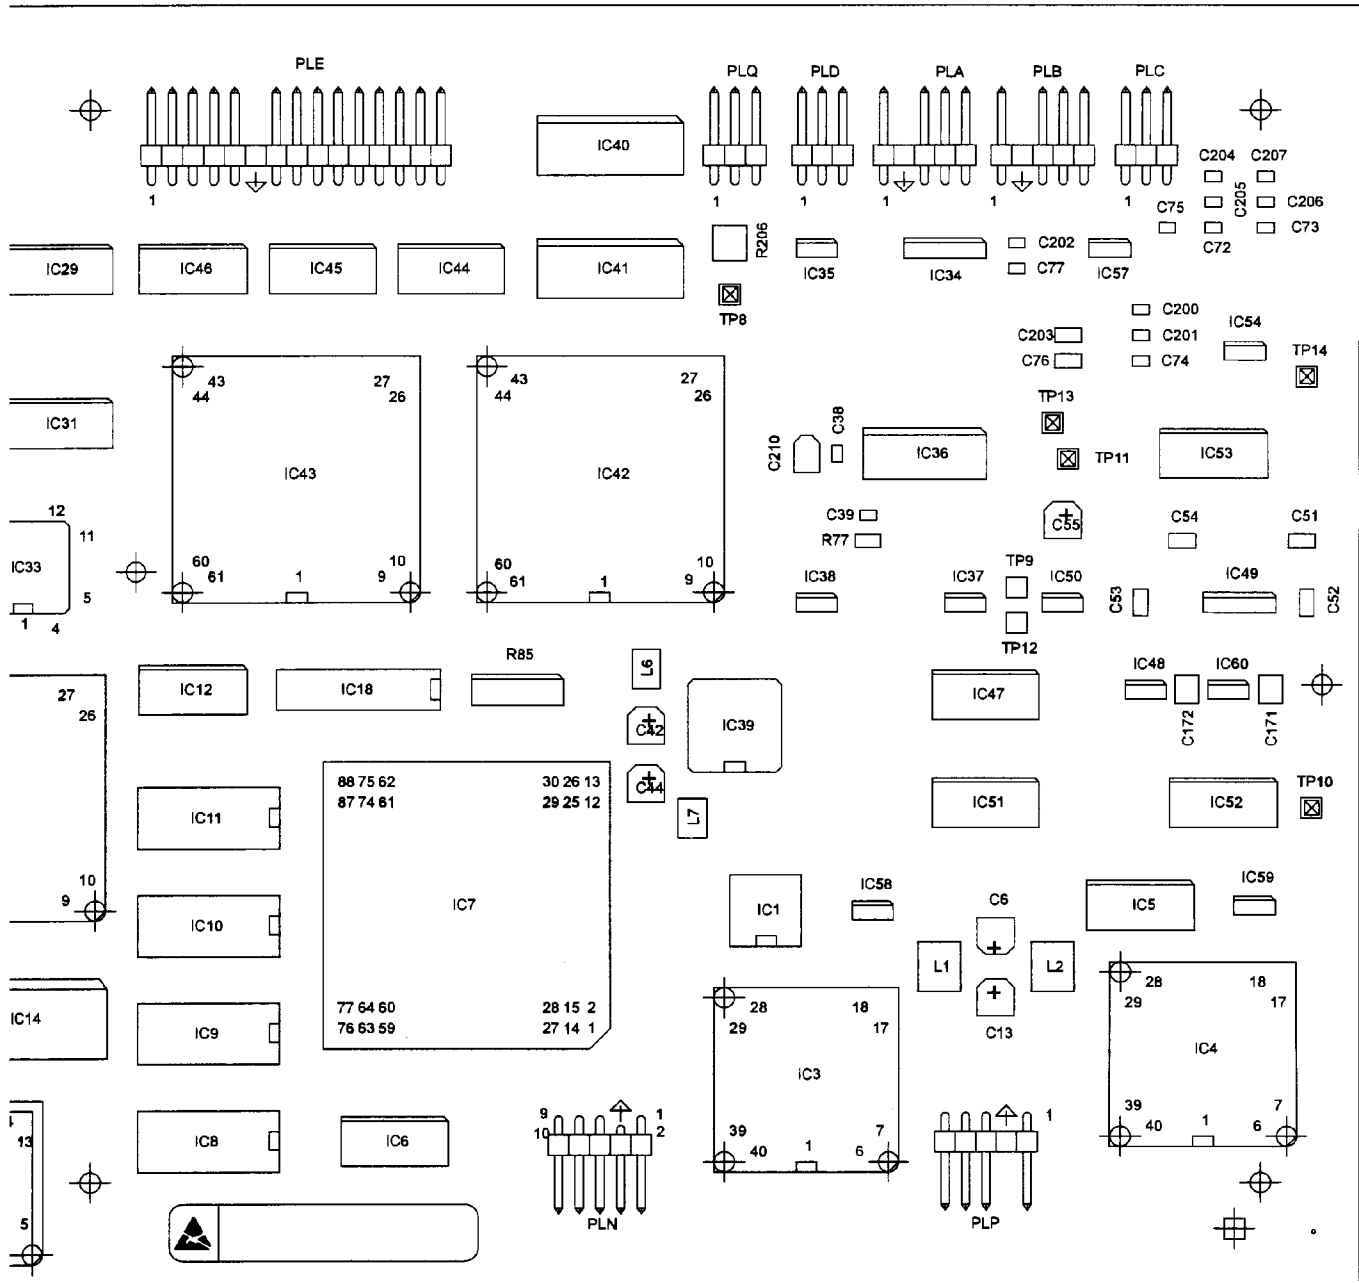 PLE
PLQ PLD PLA PLB PLC
IC40
C204 C207
C205
1 1 1 1 1 1
C75 C206
C72 C73
R206
IC29 IC46 IC45 IC44 IC41
IC35 IC34 C202 IC57
C77
TP8
C200
C203 C201 IC54
C76 C74 TP14
43 27 43 27
44 26 44 26
TP13
IC31
C210 C38 IC36 TP11 IC53
IC43 IC42
12
11
C39 C55 C54 C51
R77
IC33
60 10 60 10
61 1 9 61 1 9
TP9
IC38 IC37 IC50 C53 IC49 C52
5
1 4
TP12
R85
L6
IC48 IC60
27 IC12 IC18 IC47
26
C42 IC39 C172 C171
88 75 62 30 26 13
87 74 61 29 25 12
C44
TP10
IC11 L7 IC51 IC52
10
9
IC10 IC7 IC1 IC58 C6 IC5 IC59
L1 L2
28 18
29 17
IC14
77 64 60 28 15 2
76 63 59 27 14 1
28 18
29 17
C13
IC9 IC3 IC4
9 1
10 2
1
39 7
40 1 6
39 7
40 1 6
13 IC8 IC6
5
PLN PLP